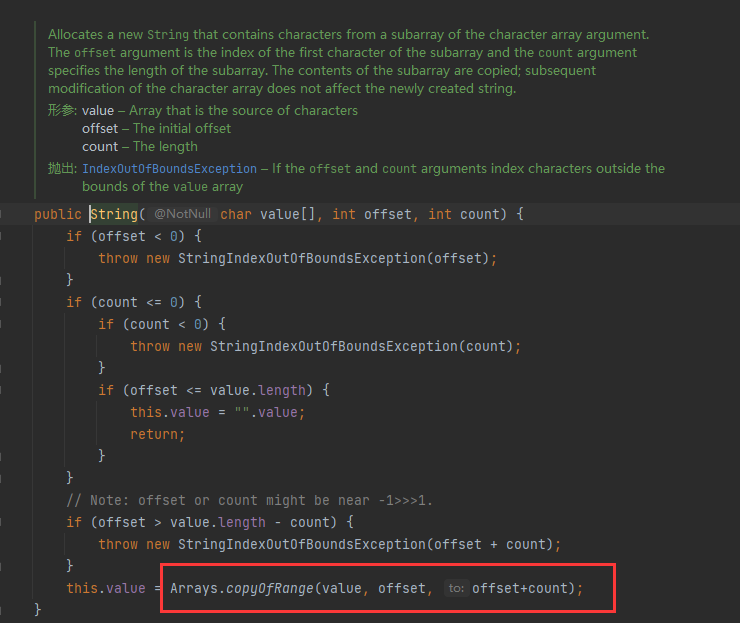 Allocates a new String that contains characters from a subarray of the character array argument.
The offset argument is the index of the first character of the subarray and the count argument
specifies the length of the subarray. The contents of the subarray are copied; subsequent
modification of the character array does not affect the newly created string.
形参: value – Array that is the source of characters
offset – The initial offset
count – The length
抛出: IndexOutOfBoundsException – If the offset and count arguments index characters outside the
bounds of the value array
public String( @NotNull char value[], int offset, int count) {
if (offset < 0) {
throw new StringIndexOutOfBoundsException(offset);
}
if (count <= 0) {
if (count < 0) {
throw new StringIndexOutOfBoundsException(count);
}
if (offset <= value.length) {
this.value = "".value;
return;
}
}
// Note: offset or count might be near -1>>>1.
if (offset > value.length - count) {
throw new StringIndexOutOfBoundsException(offset + count);
}
this.value = Arrays.copyOfRange(value, offset, to: offset+count);
}